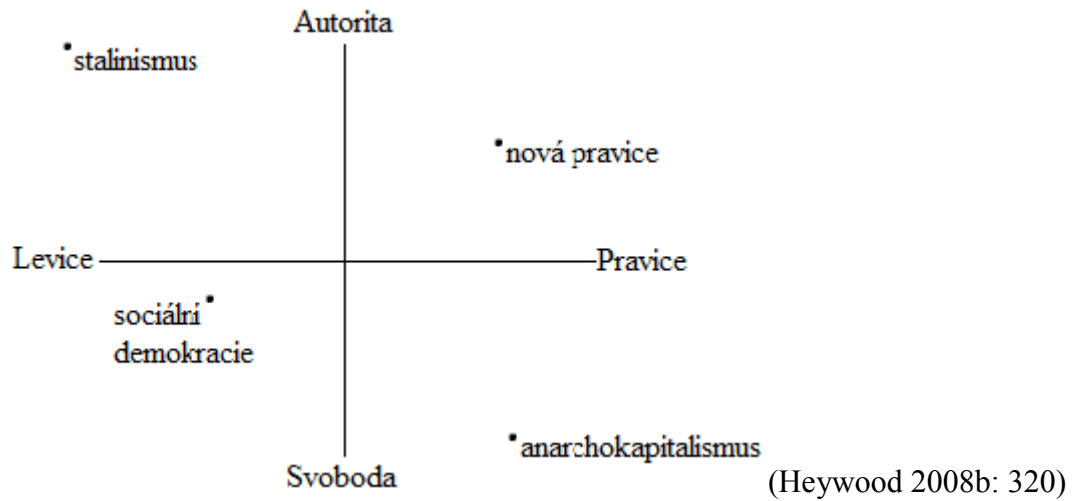 Autorita
stalinismus
nová pravice
Levice
Pravice
sociální
demokracie
anarchokapitalismus
Svoboda
(Heywood 2008b: 320)